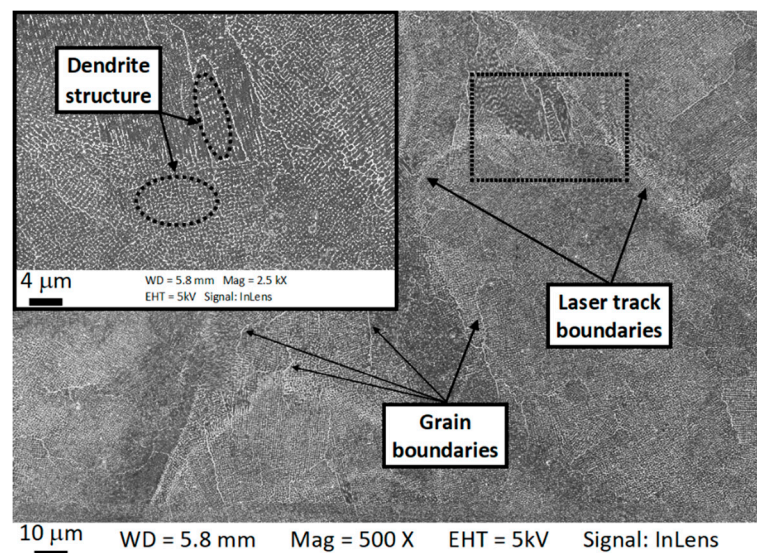 Dendrite
structure
4 μm
WD = 5.8 mm Mag = 2.5 kX
EHT = 5kV Signal: InLens
Laser track
boundaries
Grain
boundaries
10 μm WD = 5.8 mm Mag = 500 X EHT = 5kV Signal: InLens